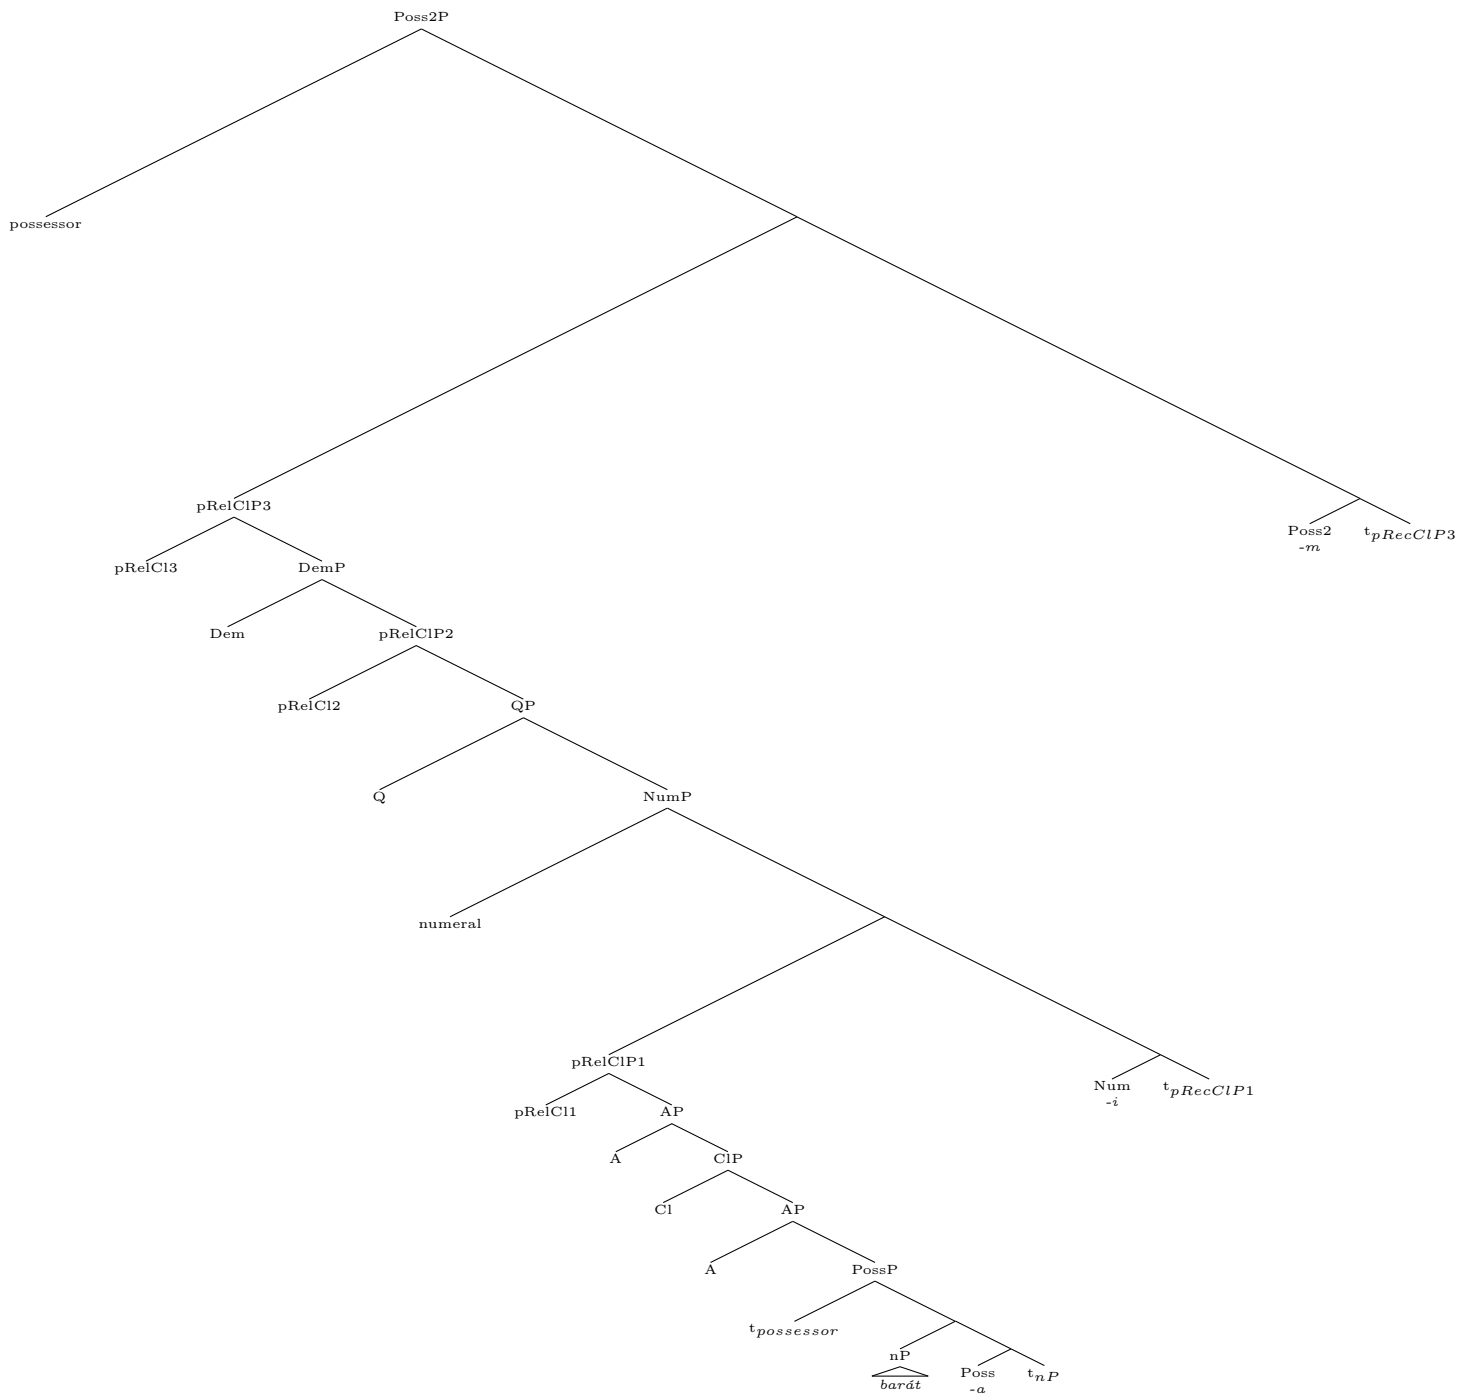 Poss2P
possessor
pRelClP3
Poss2 t_pRecClP3
-m
pRelCl3 DemP
Dem pRelClP2
pRelCl2 QP
Q NumP
numeral
pRelClP1
Num t_pRecClP1
-i
pRelCl1 AP
A ClP
Cl AP
A PossP
t_possessor
nP
barát
Poss t_nP
-a